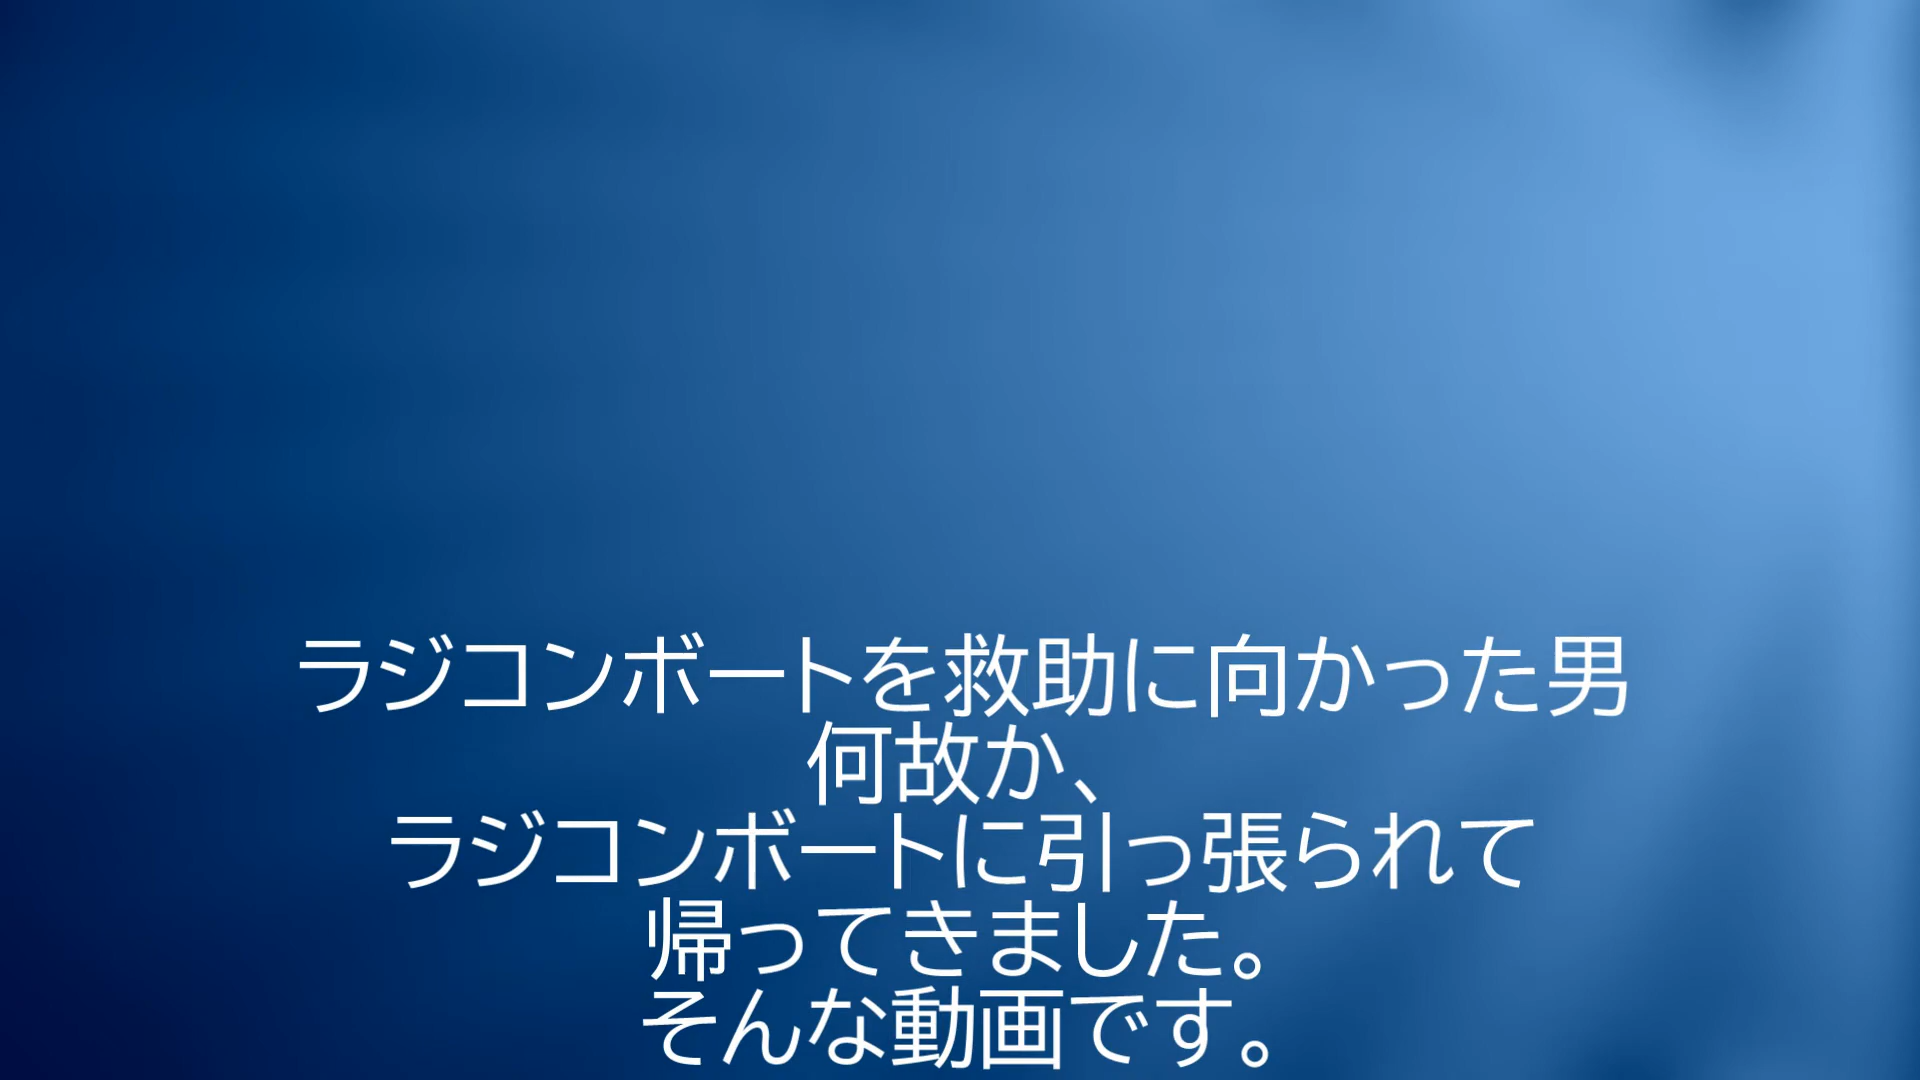 ラジコンボートを救助に向かった男
何故か、
ラジコンボートに引っ張られて
帰ってきました。
そんな動画です。